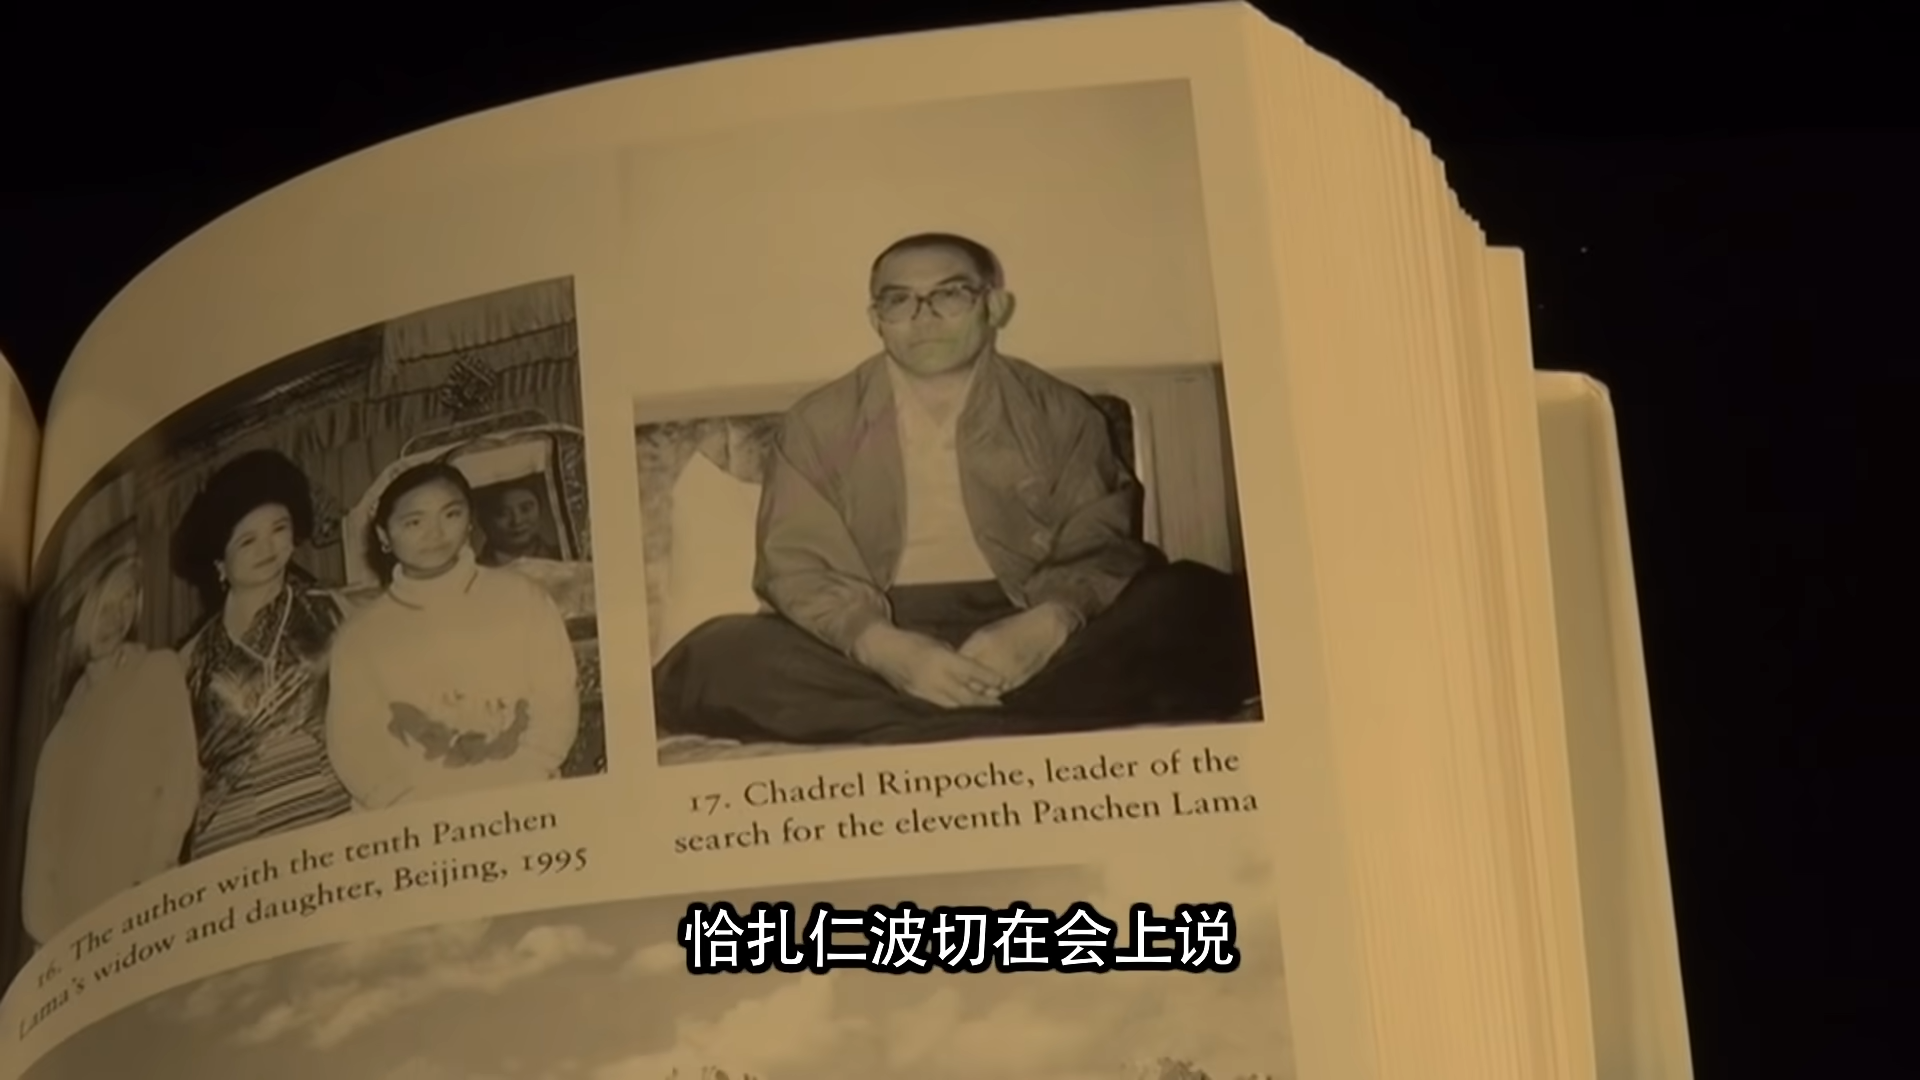 16. The author with the tenth Panchen
Lama's widow and daughter, Beijing, 1995
17. Chadrel Rinpoche, leader of the
search for the eleventh Panchen Lama
恰扎仁波切在会上说